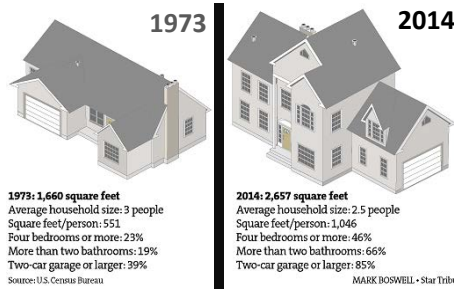 1973
1973: 1,660 square feet
Average household size: 3 people
Square feet/person: 551
Four bedrooms or more: 23%
More than two bathrooms: 19%
Two-car garage or larger: 39%
Source: U.S. Census Bureau
2014
2014: 2,657 square feet
Average household size: 2.5 people
Square feet/person: 1,046
Four bedrooms or more: 46%
More than two bathrooms: 66%
Two-car garage or larger: 85%
MARK BOSWELL • Star Tribu